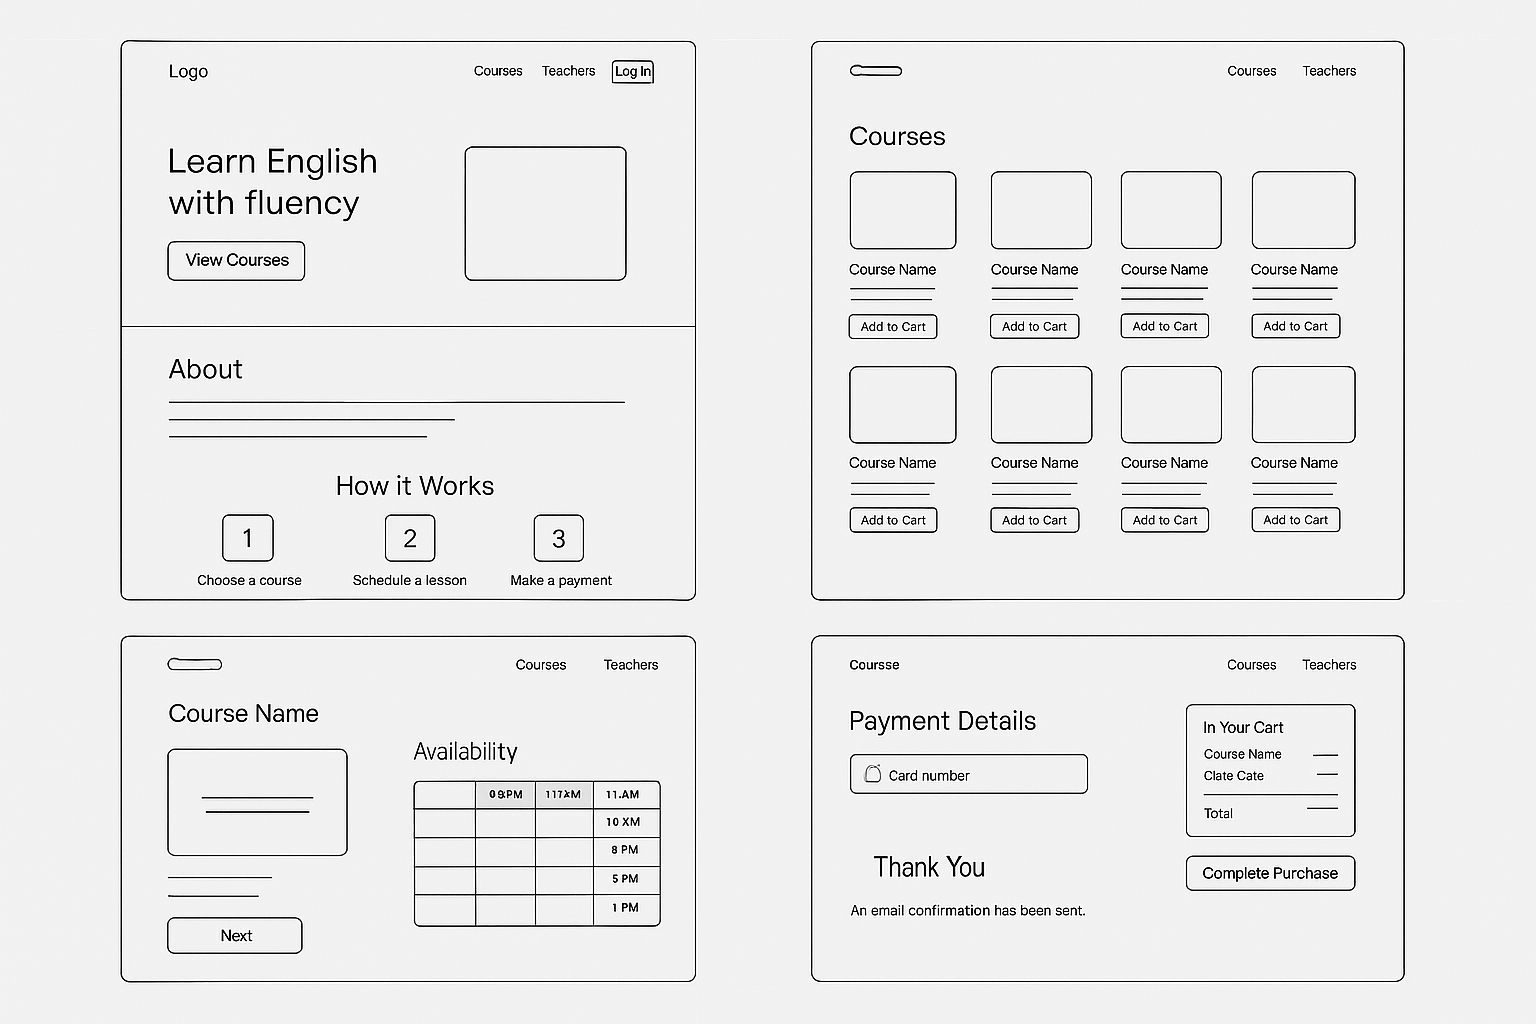 Logo
Courses Teachers Log In
Learn English
with fluency
View Courses
About
How it Works
1 2 3
Choose a course Schedule a lesson Make a payment
Courses Teachers
Courses
Course Name Course Name Course Name Course Name
Add to Cart Add to Cart Add to Cart Add to Cart
Course Name Course Name Course Name Course Name
Add to Cart Add to Cart Add to Cart Add to Cart
Courses Teachers
Course Name
Next
Availability
11.AM
10 XM
8 PM
5 PM
1 PM
Coursse
Courses Teachers
Payment Details
Card number
Thank You
An email confirmation has been sent.
In Your Cart
Course Name
Clate Cate
Total
Complete Purchase